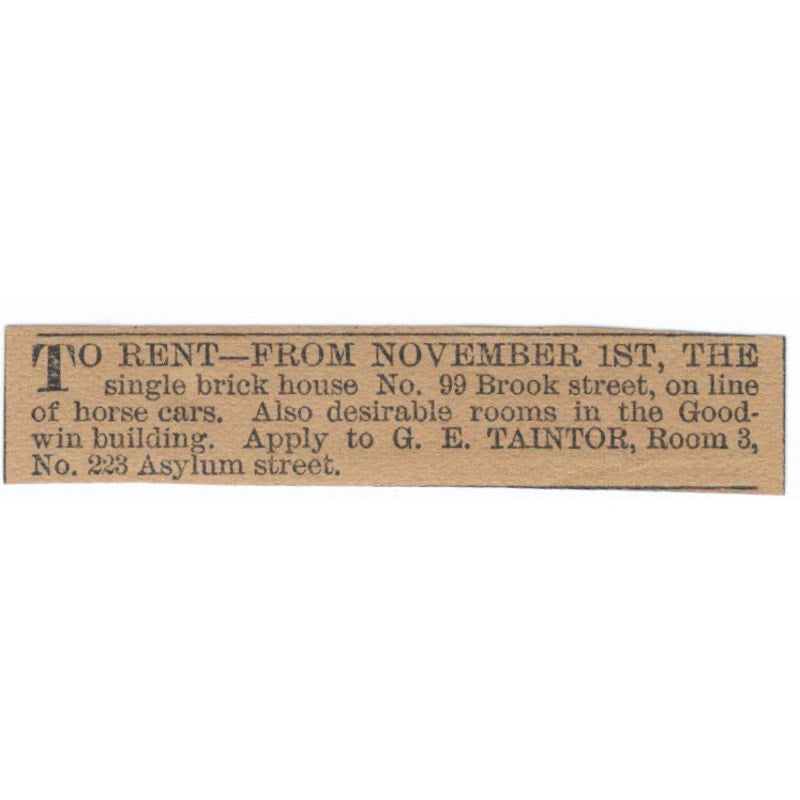 TO RENT—FROM NOVEMBER 1ST, THE
single brick house No. 99 Brook street, on line
of horse cars. Also desirable rooms in the Good-
win building. Apply to G. E. TAINTOR, Room 3,
No. 223 Asylum street.